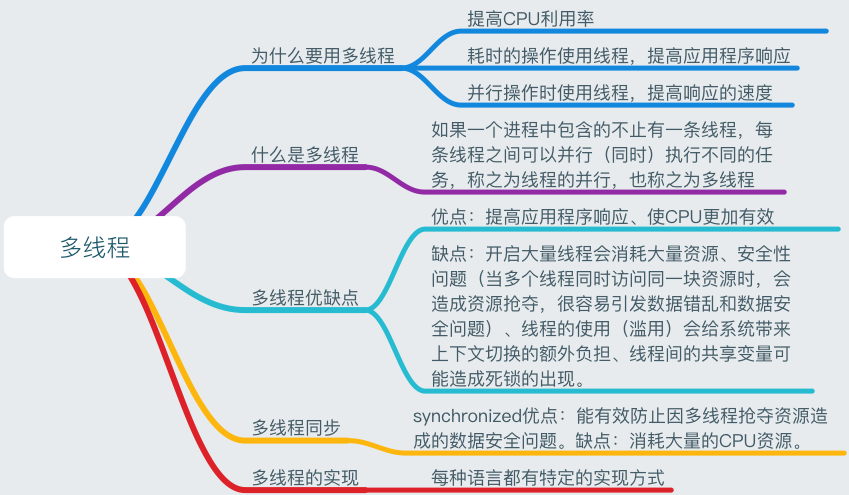 多线程
为什么要用多线程
提高CPU利用率
耗时的操作使用线程，提高应用程序响应
并行操作时使用线程，提高响应的速度
什么是多线程
如果一个进程中包含的不止有一条线程，每
条线程之间可以并行（同时）执行不同的任
务，称之为线程的并行，也称之为多线程
多线程优缺点
优点：提高应用程序响应、使CPU更加有效
缺点：开启大量线程会消耗大量资源、安全性
问题（当多个线程同时访问同一块资源时，会
造成资源抢夺，很容易引发数据错乱和数据安
全问题）、线程的使用（滥用）会给系统带来
上下文切换的额外负担、线程间的共享变量可
能造成死锁的出现。
多线程同步
synchronized优点：能有效防止因多线程抢夺资源造
成的数据安全问题。缺点：消耗大量的CPU资源。
多线程的实现
每种语言都有特定的实现方式